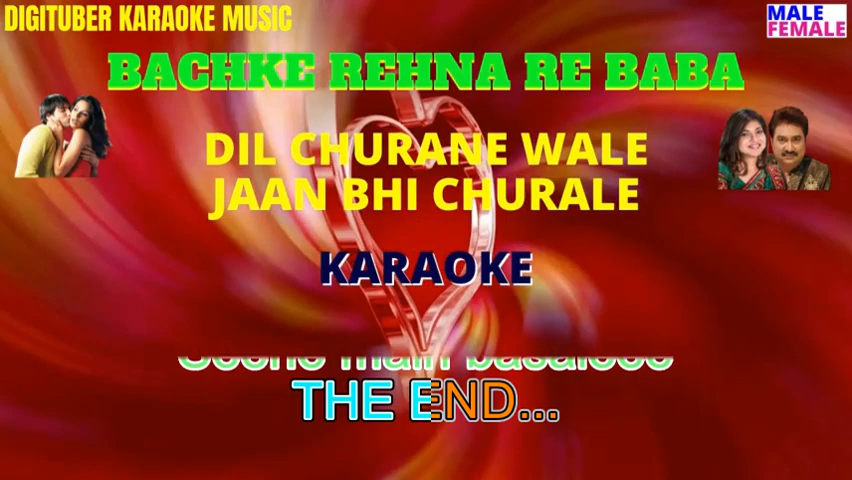 DIGITUBER KARAOKE MUSIC
MALE
FEMALE
BACHKE REHNA RE BABA
DIL CHURANE WALE
JAAN BHI CHURALE
KARAOKE
THE END...